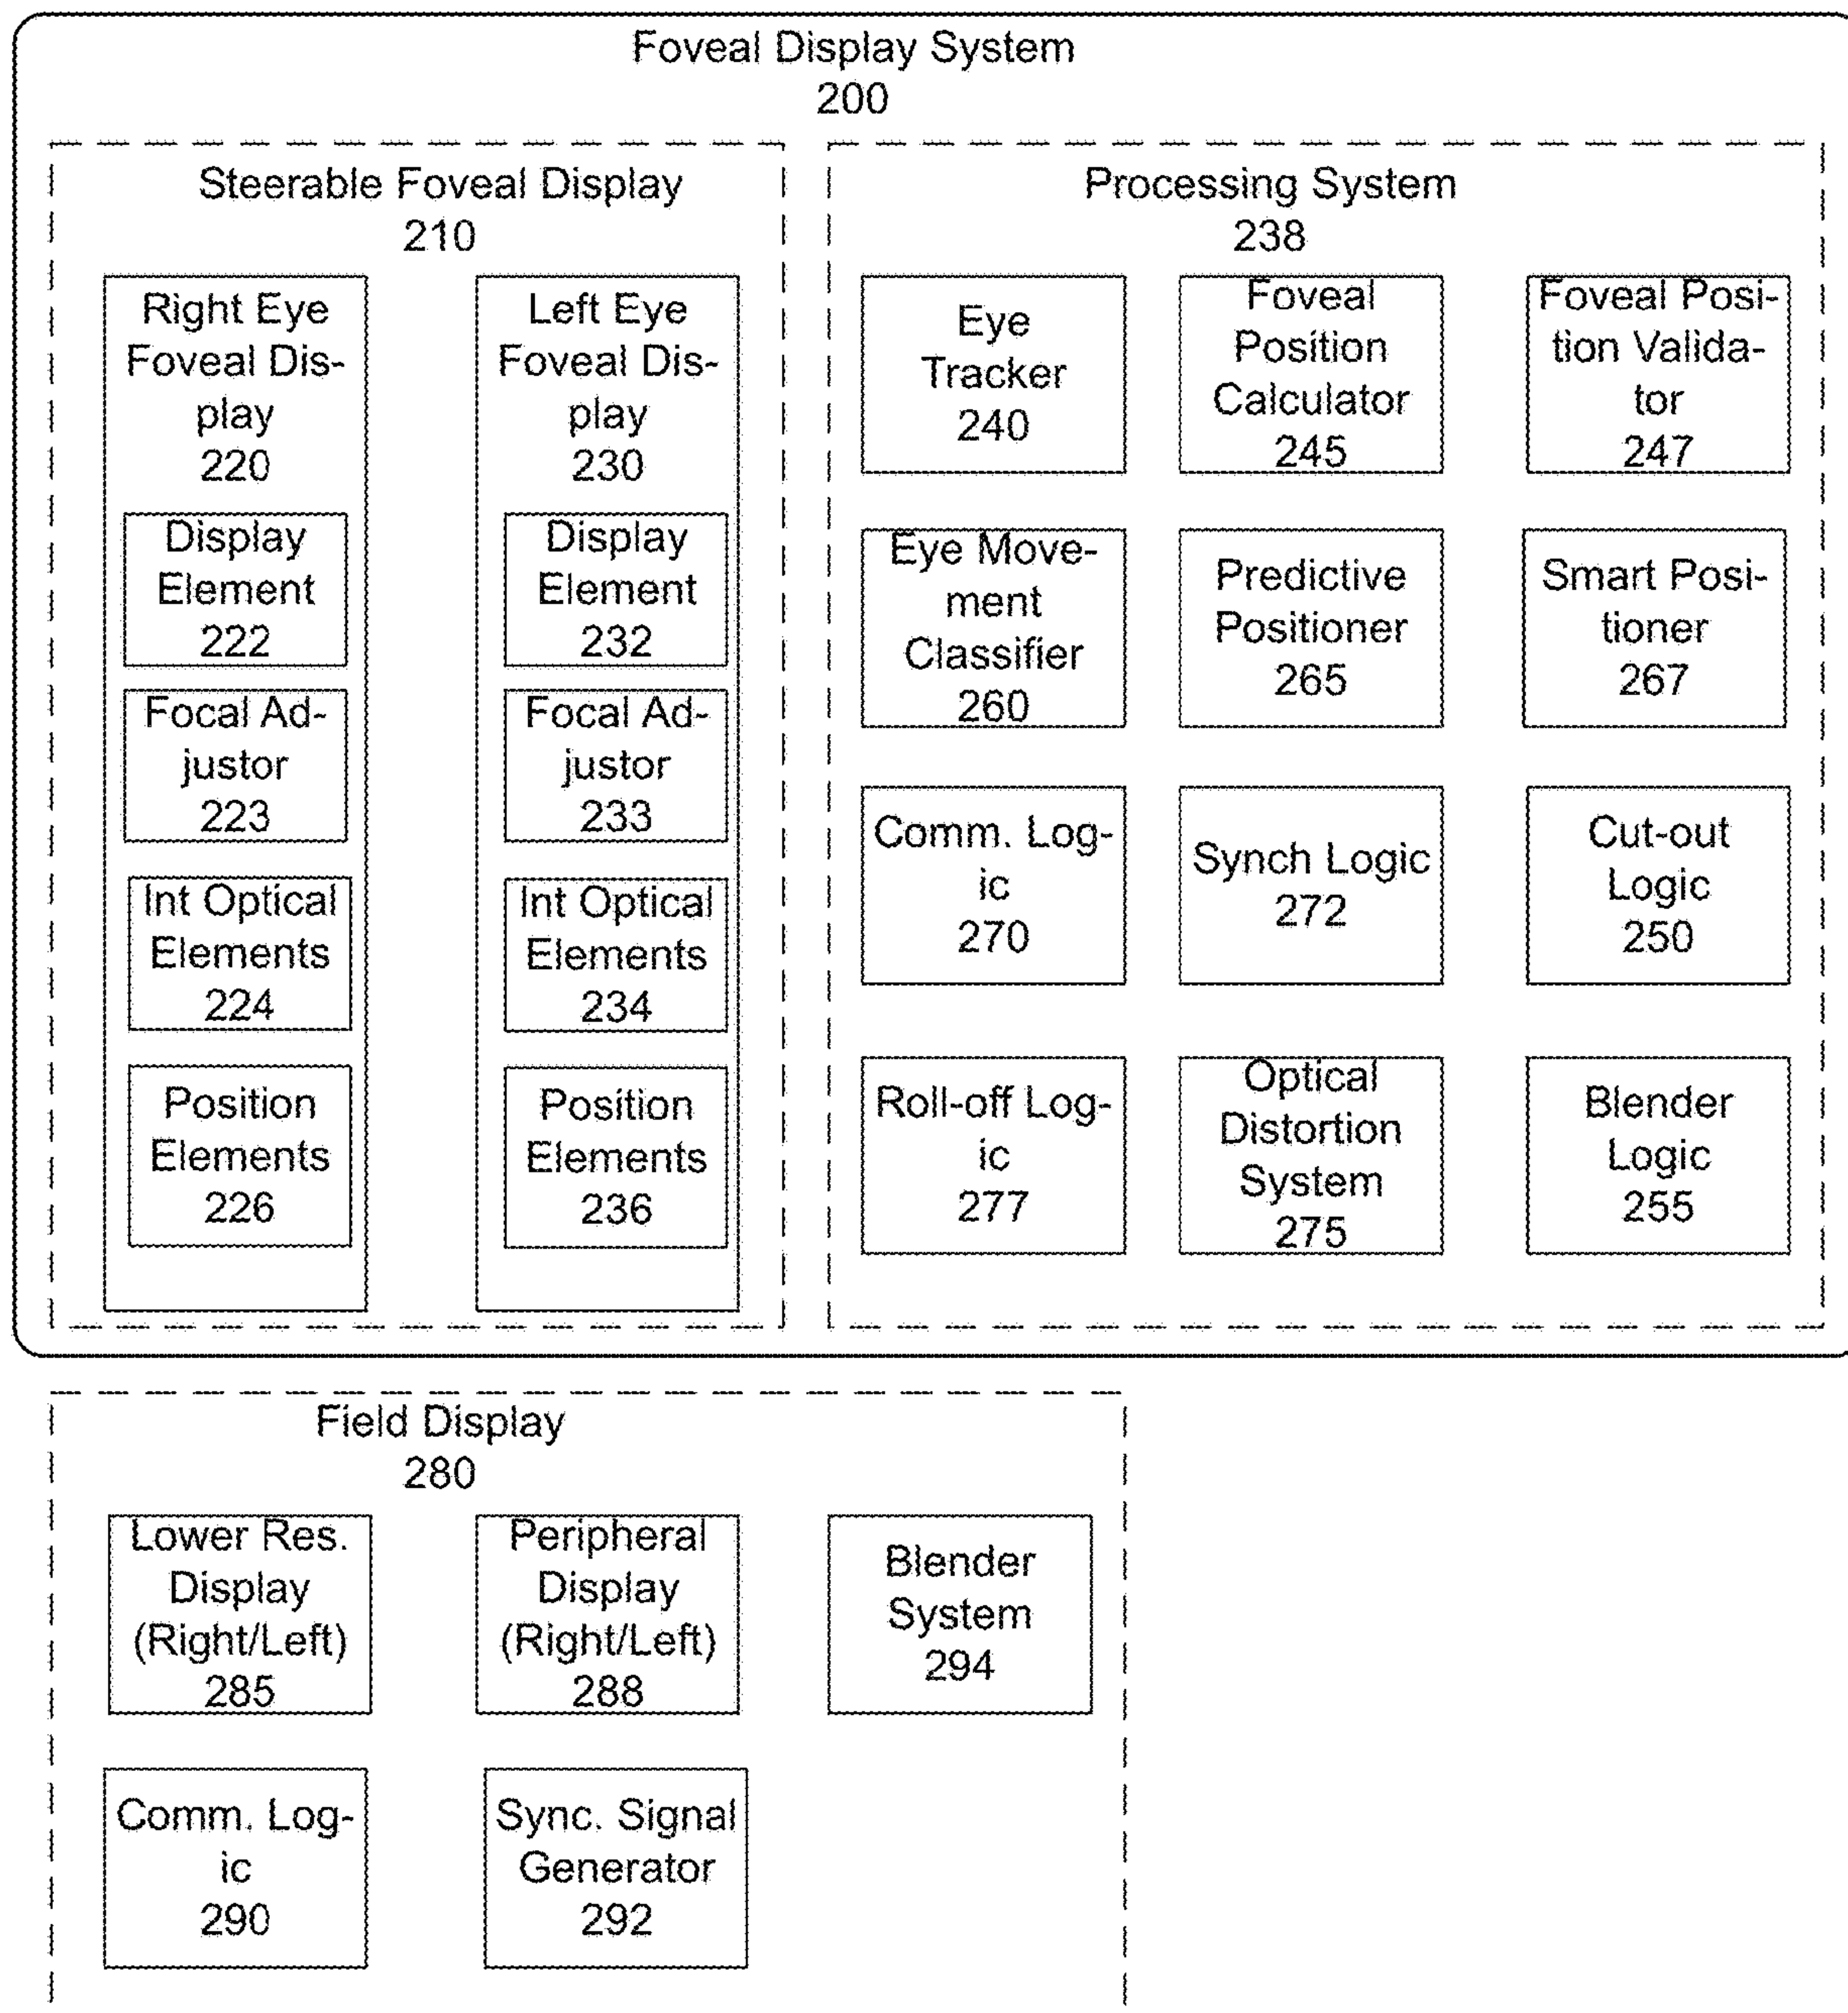 Foveal Display System
200
Steerable Foveal Display
210
Right Eye
Foveal Dis-
play
220
Display
Element
222
Focal Ad-
justor
223
Int Optical
Elements
224
Position
Elements
226
Left Eye
Foveal Dis-
play
230
Display
Element
232
Focal Ad-
justor
233
Int Optical
Elements
234
Position
Elements
236
Processing System
238
Eye
Tracker
240
Foveal
Position
Calculator
245
Foveal Posi-
tion Valida-
tor
247
Eye Move-
ment
Classifier
260
Predictive
Positioner
265
Smart Posi-
tioner
267
Comm. Log-
ic
270
Synch Logic
272
Cut-out
Logic
250
Roll-off Log-
ic
277
Optical
Distortion
System
275
Blender
Logic
255
Field Display
280
Lower Res.
Display
(Right/Left)
285
Peripheral
Display
(Right/Left)
288
Blender
System
294
Comm. Log-
ic
290
Sync. Signal
Generator
292